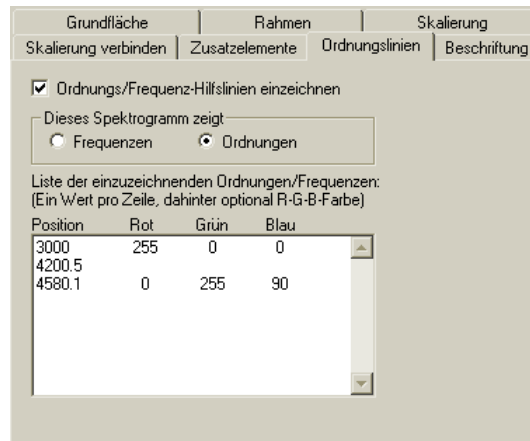 Grundfläche Rahmen Skalierung
Skalierung verbinden Zusatzelemente Ordnungslinien Beschriftung
Ordnungs/Frequenz-Hilfslinien einzeichnen
Dieses Spektrogramm zeigt
Frequenzen Ordnungen
Liste der einzuzeichnenden Ordnungen/Frequenzen:
(Ein Wert pro Zeile, dahinter optional R-G-B-Farbe)
Position Rot Grün Blau
3000 255 0 0
4200.5
4580.1 0 255 90